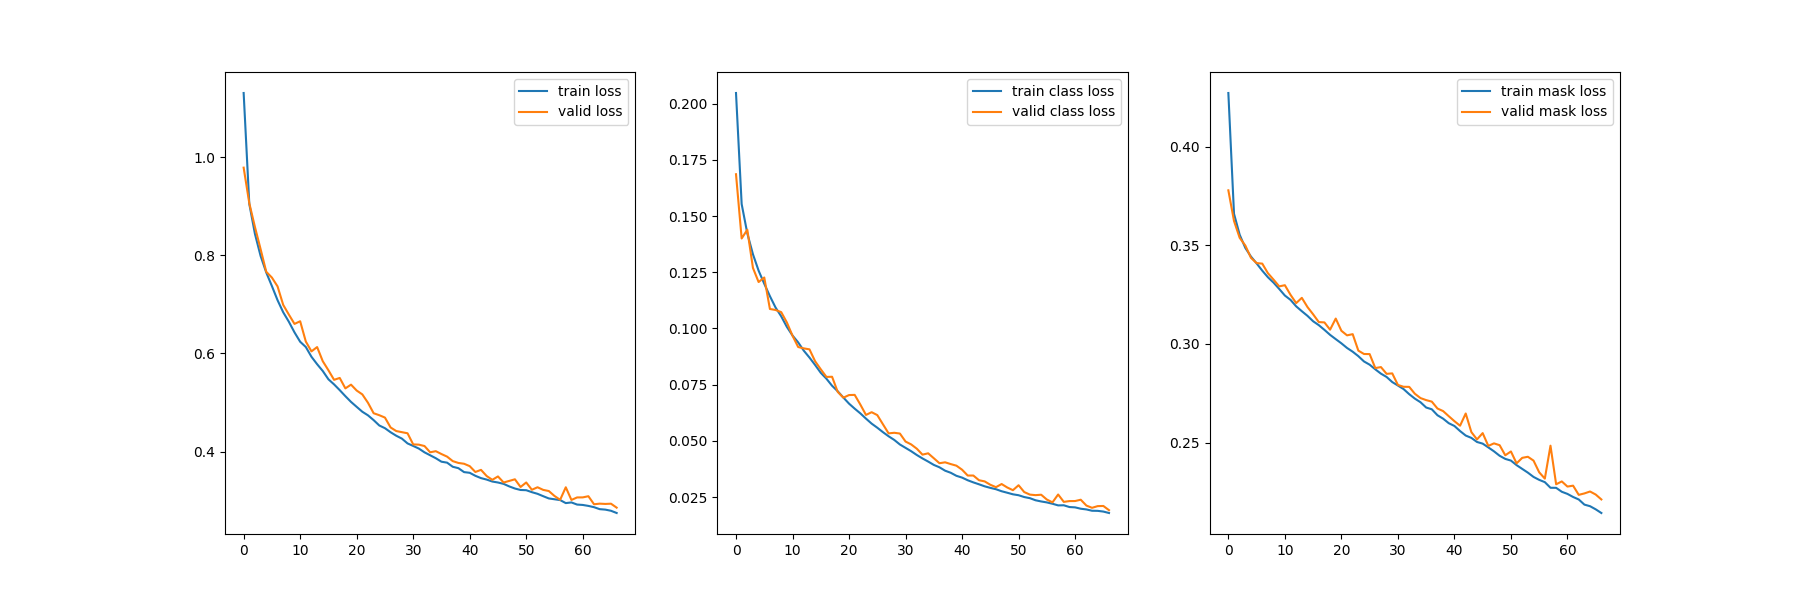 train loss
valid loss
1.0
0.8
0.6
0.4
0 10 20 30 40 50 60
train class loss
valid class loss
0.200
0.175
0.150
0.125
0.100
0.075
0.050
0.025
0 10 20 30 40 50 60
train mask loss
valid mask loss
0.40
0.35
0.30
0.25
0 10 20 30 40 50 60